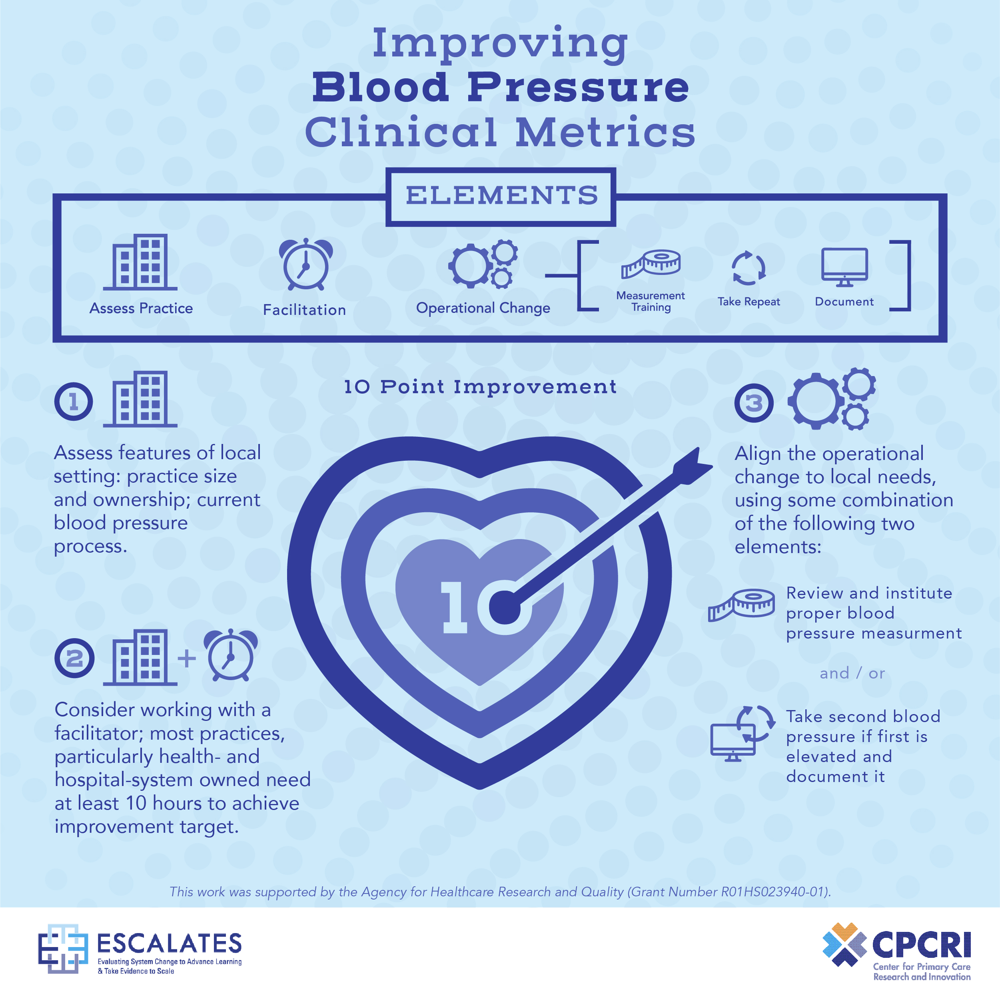 Improving
Blood Pressure
Clinical Metrics
ELEMENTS
Assess Practice
Facilitation
Operational Change
Measurement
Training
Take Repeat
Document
1
Assess features of local
setting: practice size
and ownership; current
blood pressure
process.
2
+
Consider working with a
facilitator; most practices,
particularly health- and
hospital-system owned need
at least 10 hours to achieve
improvement target.
10 Point Improvement
10
3
Align the operational
change to local needs,
using some combination
of the following two
elements:
Review and institute
proper blood
pressure measurment
and / or
Take second blood
pressure if first is
elevated and
document it
This work was supported by the Agency for Healthcare Research and Quality (Grant Number R01HS023940-01).
ESCALATES
Evaluating System Change to Advance Learning
& Take Evidence to Scale
CPCRI
Center for Primary Care
Research and Innovation